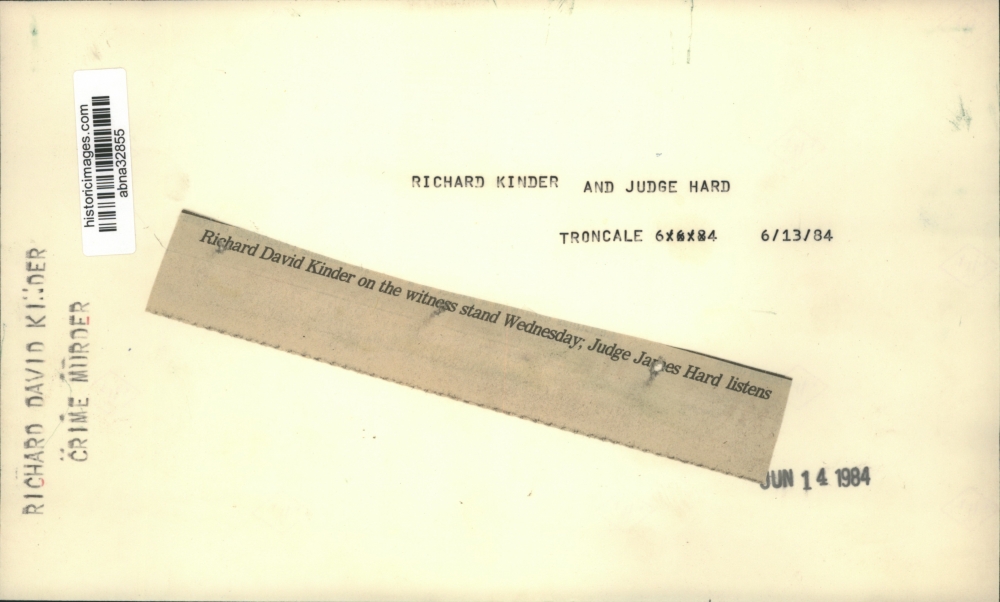 historicimages.com
abna32855
RICHARD KINDER AND JUDGE HARD
TRONCALE 6x6x84 6/13/84
Richard David Kinder on the witness stand Wednesday; Judge James Hard listens
JUN 14 1984
RICHARD DAVID KINDER
CRIME MURDER